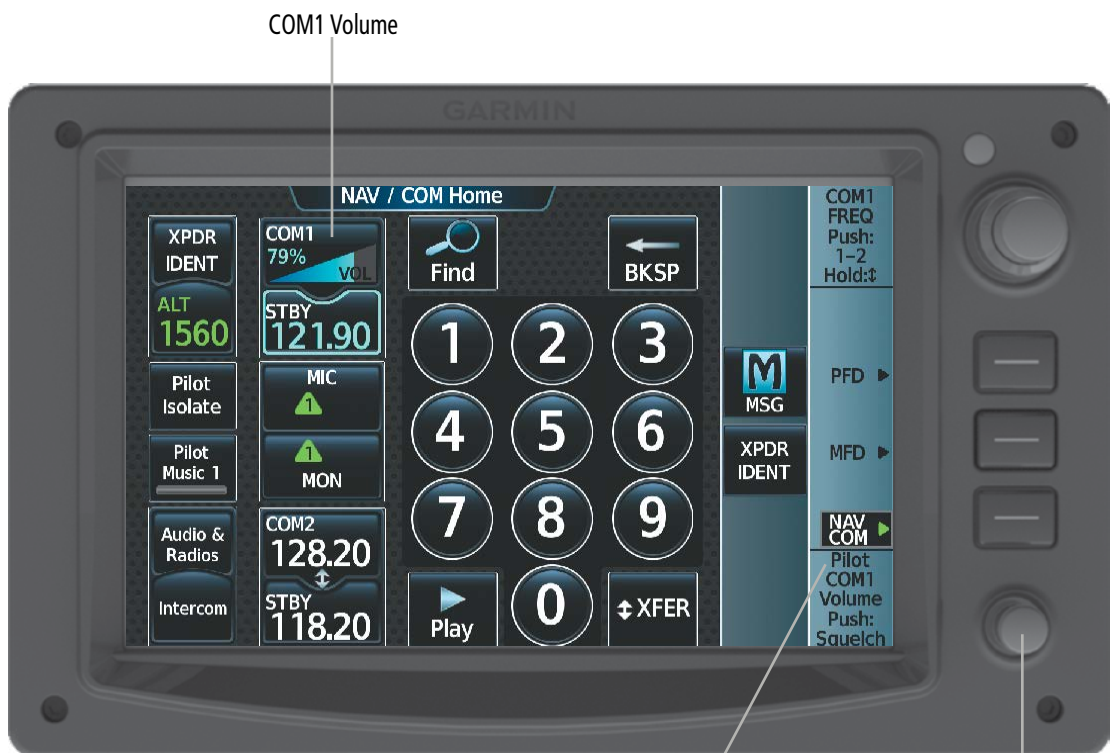 COM1 Volume
GARMIN
NAV / COM Home
XPDR
IDENT
ALT
1560
Pilot
Isolate
Pilot
Music 1
Audio &
Radios
Intercom
COM1
79%
VOL
STBY
121.90
MIC
1
1
MON
COM2
128.20
STBY
118.20
Find
BKSP
1 2 3
4 5 6
7 8 9
Play
0
XFER
M
MSG
XPDR
IDENT
COM1
FREQ
Push:
1–2
Hold:↕
PFD
MFD
NAV
COM
Pilot
COM1
Volume
Push:
Squelch